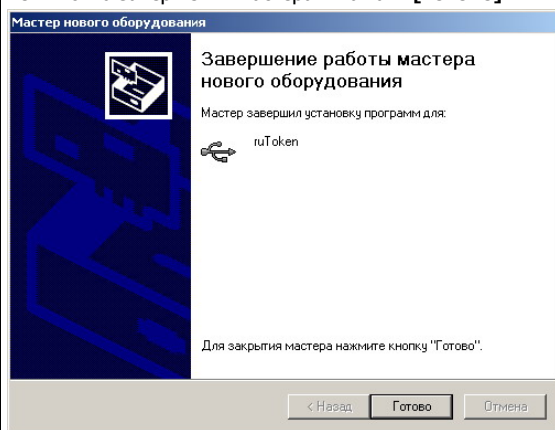 Мастер нового оборудования
Завершение работы мастера
нового оборудования
Мастер завершил установку программ для:
ruToken
Для закрытия мастера нажмите кнопку "Готово".
< Назад
Готово
Отмена